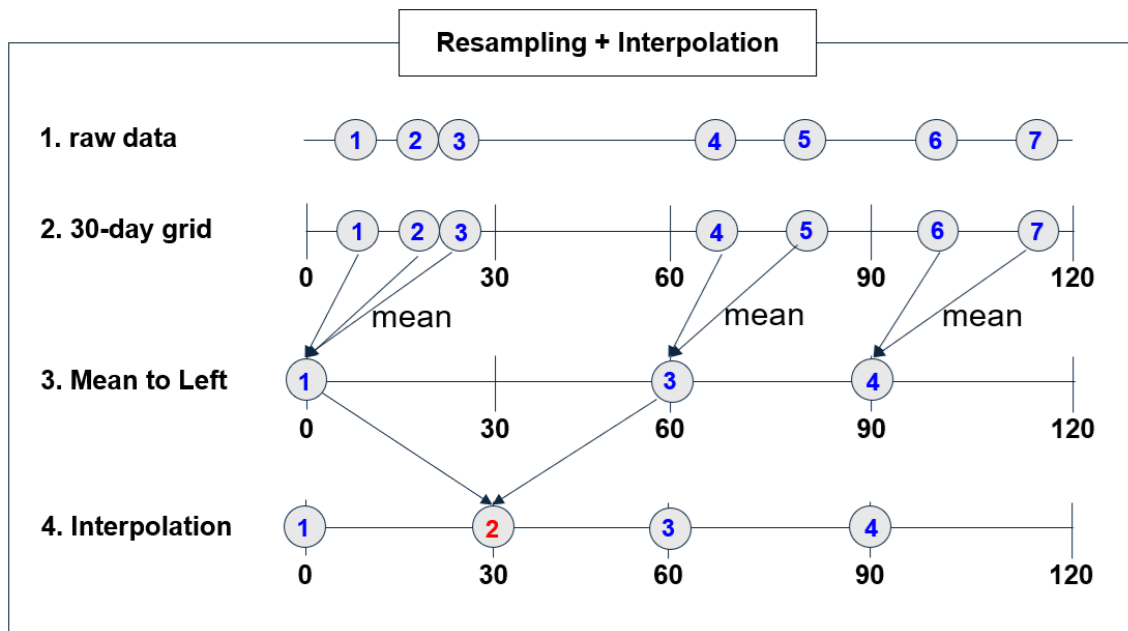 Resampling + Interpolation
1. raw data
1 2 3 4 5 6 7
2. 30-day grid
1 2 3 4 5 6 7
0 30 60 90 120
mean mean mean
3. Mean to Left
1 3 4
0 30 60 90 120
4. Interpolation
1 2 3 4
0 30 60 90 120